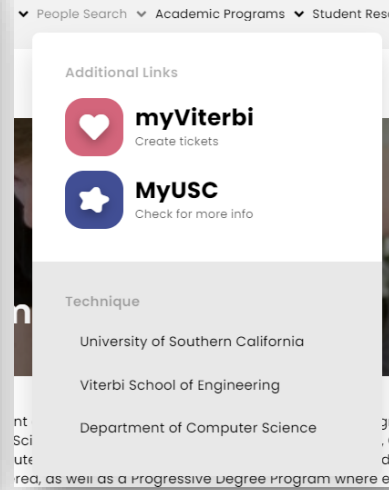 People Search Academic Programs Student Res
Additional Links
myViterbi
Create tickets
MyUSC
Check for more info
Technique
University of Southern California
Viterbi School of Engineering
Department of Computer Science
red, as well as a Progressive Degree Program where